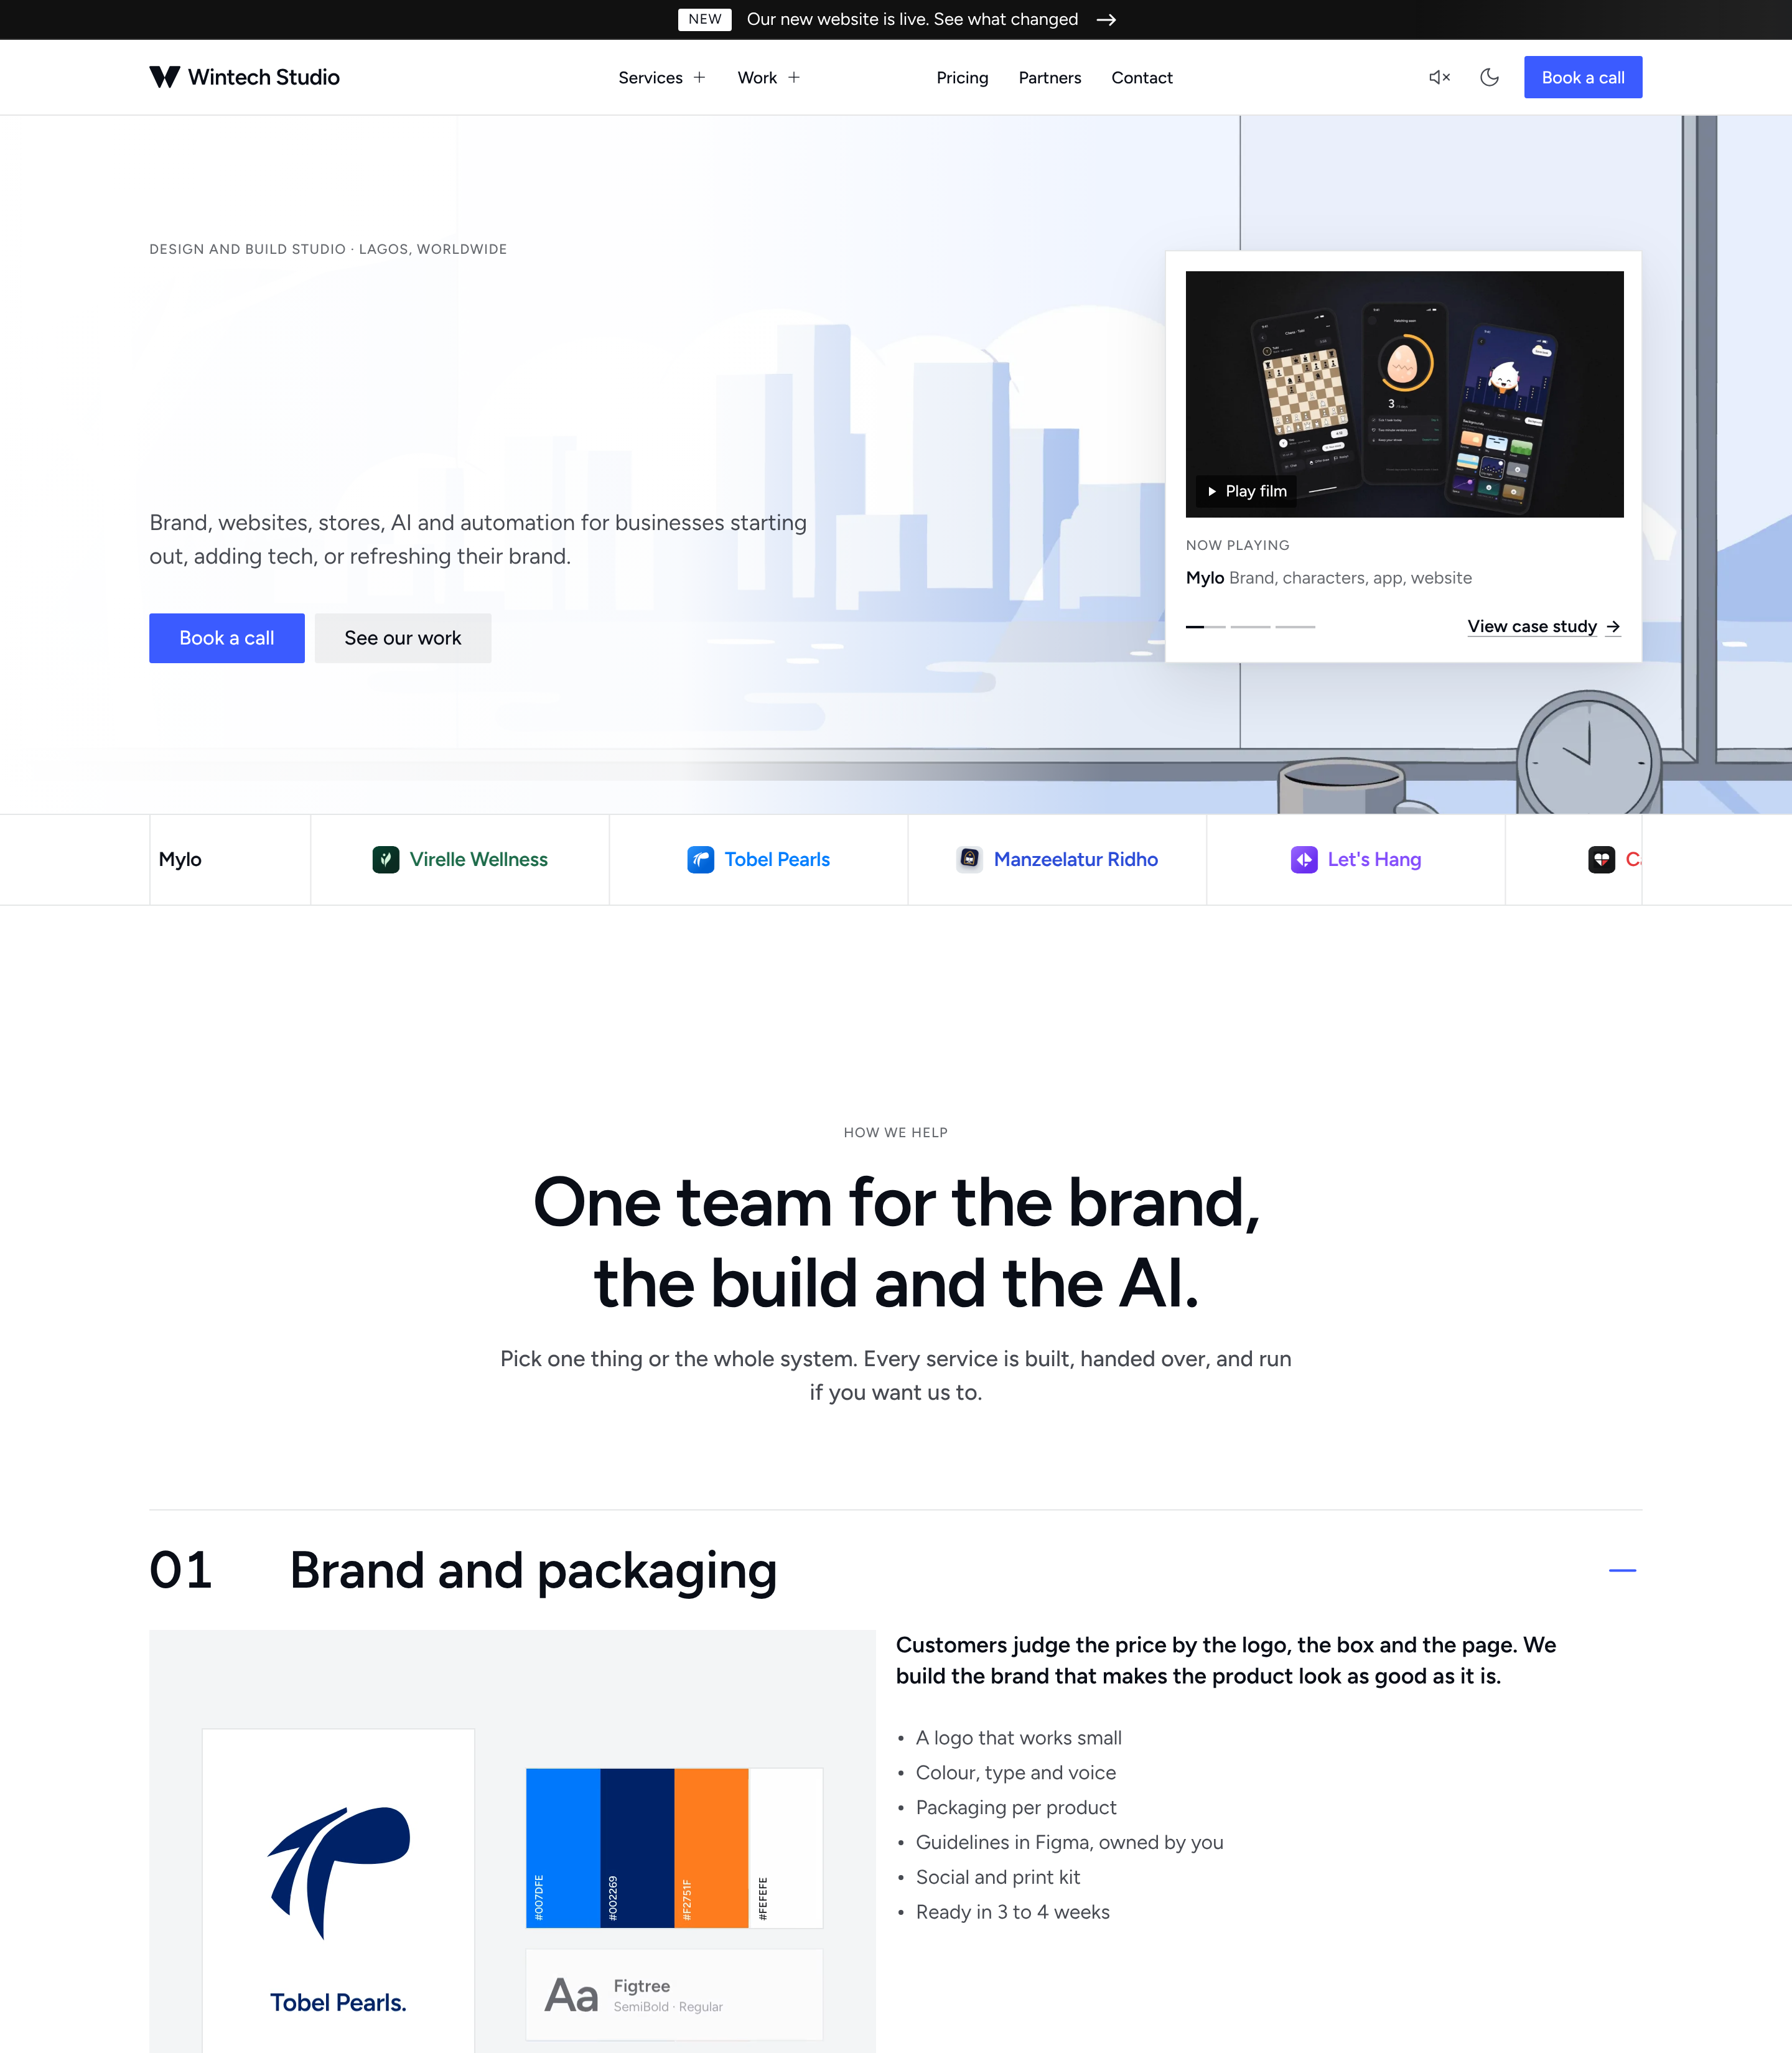 NEW Our new website is live. See what changed
Wintech Studio
Services
Work
Pricing
Partners
Contact
Book a call
DESIGN AND BUILD STUDIO · LAGOS, WORLDWIDE
Brand, websites, stores, AI and automation for businesses starting
out, adding tech, or refreshing their brand.
Book a call
See our work
3
Play film
NOW PLAYING
Mylo Brand, characters, app, website
View case study
Mylo
Virelle Wellness
Tobel Pearls
Manzeelatur Ridho
Let's Hang
HOW WE HELP
One team for the brand,
the build and the AI.
Pick one thing or the whole system. Every service is built, handed over, and run
if you want us to.
01 Brand and packaging
Customers judge the price by the logo, the box and the page. We
build the brand that makes the product look as good as it is.
• A logo that works small
• Colour, type and voice
• Packaging per product
• Guidelines in Figma, owned by you
• Social and print kit
• Ready in 3 to 4 weeks
Tobel Pearls.
#007DFE
#002269
#F2751F
#FEFEFE
Aa
Figtree
SemiBold · Regular